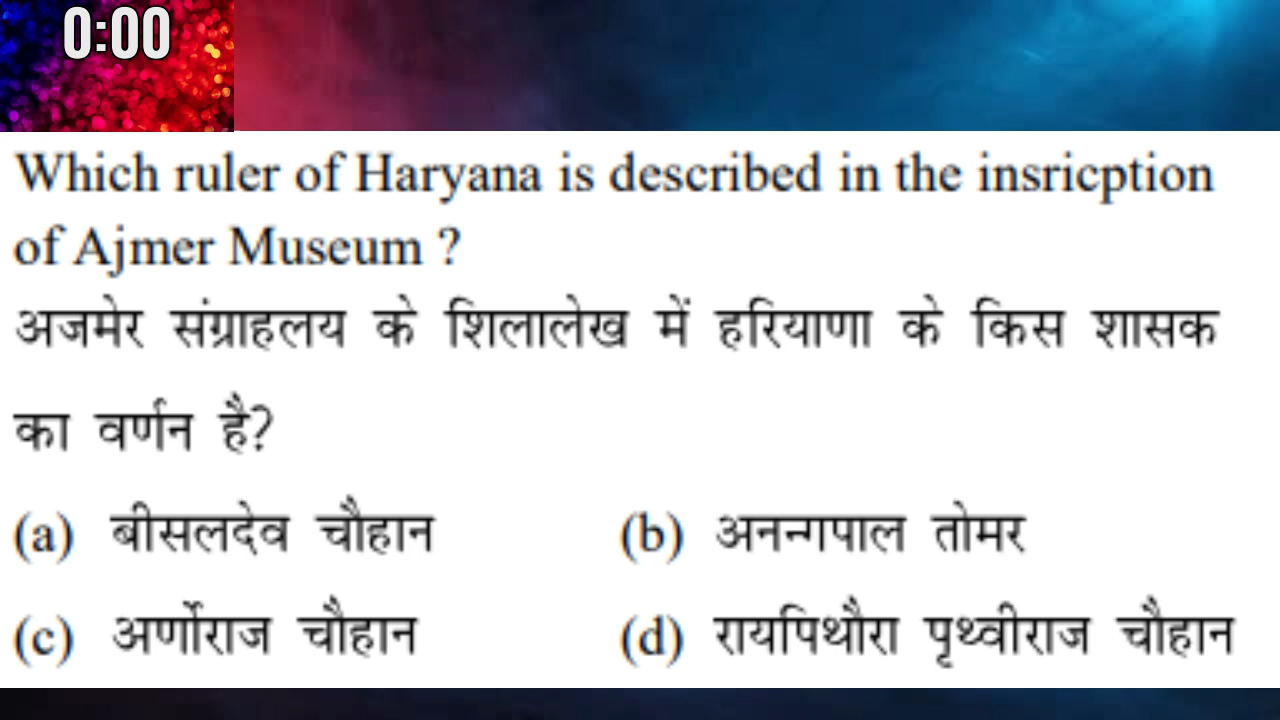 0:00
Which ruler of Haryana is described in the insricption
of Ajmer Museum ?
अजमेर संग्राहलय के शिलालेख में हरियाणा के किस शासक
का वर्णन है?
(a) बीसलदेव चौहान (b) अनन्गपाल तोमर
(c) अर्णोराज चौहान (d) रायपिथौरा पृथ्वीराज चौहान